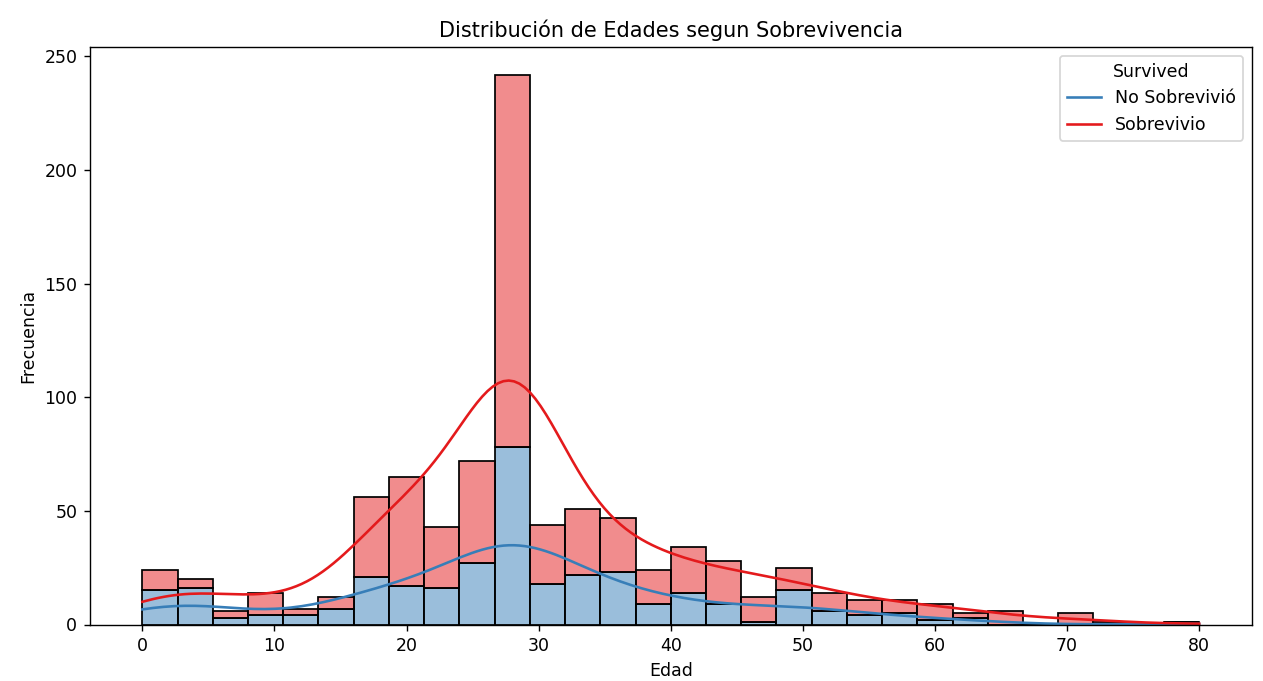 Distribución de Edades segun Sobrevivencia
250
200
150
100
50
0
Frecuencia
Survived
No Sobrevivió
Sobrevivio
0 10 20 30 40 50 60 70 80
Edad